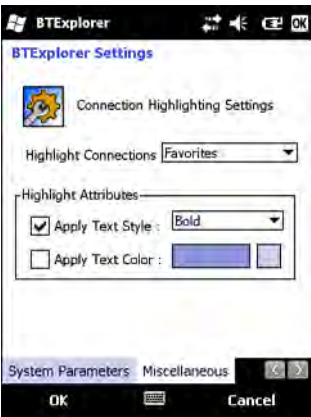 BTExplorer OK
BTExplorer Settings
Connection Highlighting Settings
Highlight Connections Favorites
Highlight Attributes
Apply Text Style : Bold
Apply Text Color :
System Parameters Miscellaneous
OK Cancel